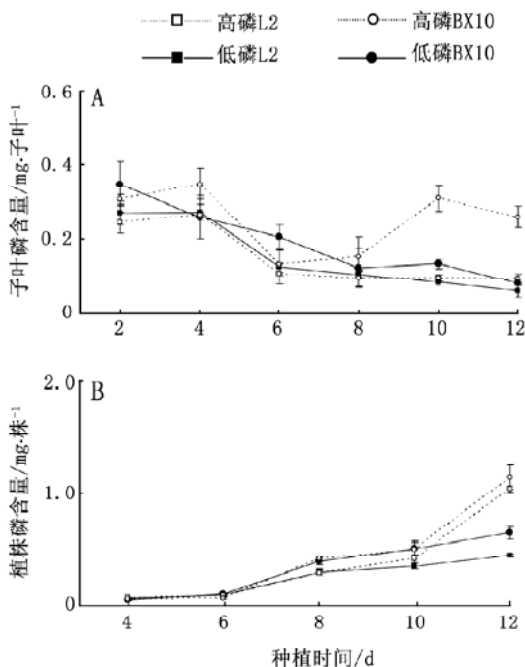 高磷L2 高磷BX10
低磷L2 低磷BX10
A
子叶磷含量/mg·子叶⁻¹
0.6
0.4
0.2
0
2 4 6 8 10 12
B
植株磷含量/mg·株⁻¹
2.0
1.0
0
4 6 8 10 12
种植时间/d